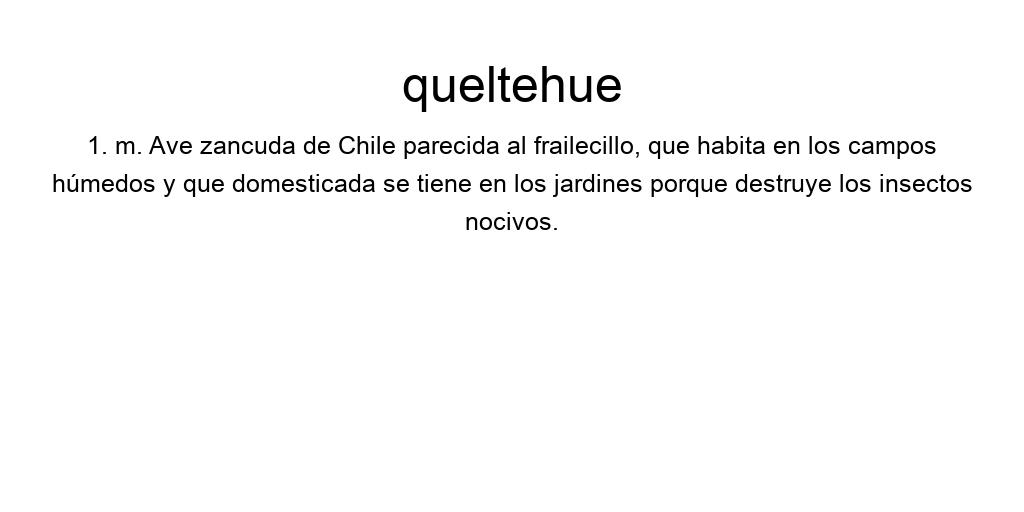 queltehue
1. m. Ave zancuda de Chile parecida al frailecillo, que habita en los campos
húmedos y que domesticada se tiene en los jardines porque destruye los insectos
nocivos.